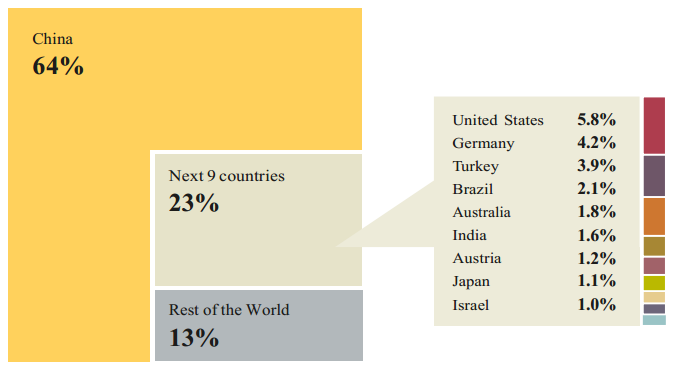 China
64%
Next 9 countries
23%
Rest of the World
13%
United States 5.8%
Germany 4.2%
Turkey 3.9%
Brazil 2.1%
Australia 1.8%
India 1.6%
Austria 1.2%
Japan 1.1%
Israel 1.0%